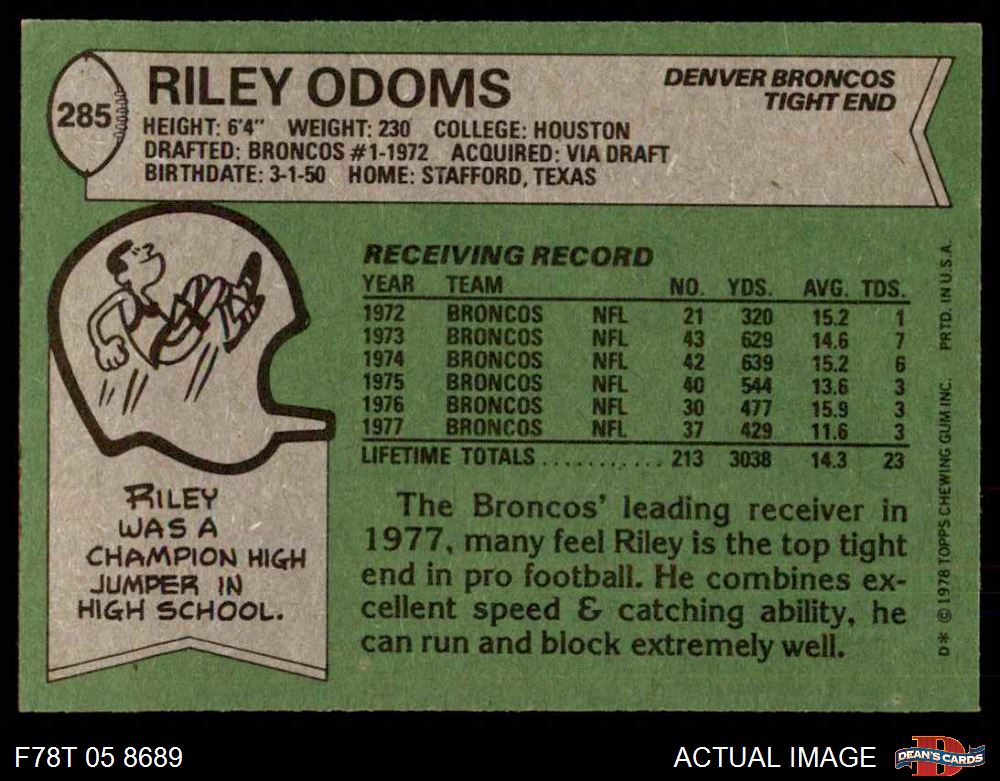 285
RILEY ODOMS
DENVER BRONCOS
TIGHT END
HEIGHT: 6'4" WEIGHT: 230 COLLEGE: HOUSTON
DRAFTED: BRONCOS #1-1972 ACQUIRED: VIA DRAFT
BIRTHDATE: 3-1-50 HOME: STAFFORD, TEXAS
RECEIVING RECORD
YEAR TEAM NO. YDS. AVG. TDS.
1972 BRONCOS NFL 21 320 15.2 1
1973 BRONCOS NFL 43 629 14.6 7
1974 BRONCOS NFL 42 639 15.2 6
1975 BRONCOS NFL 40 544 13.6 3
1976 BRONCOS NFL 30 477 15.9 3
1977 BRONCOS NFL 37 429 11.6 3
LIFETIME TOTALS ............ 213 3038 14.3 23
RILEY
WAS A
CHAMPION HIGH
JUMPER IN
HIGH SCHOOL.
The Broncos' leading receiver in
1977, many feel Riley is the top tight
end in pro football. He combines ex-
cellent speed & catching ability, he
can run and block extremely well.
D* © 1978 TOPPS CHEWING GUM INC. PRTD. IN U.S.A.
F78T 05 8689
ACTUAL IMAGE
D
DEAN'S CARDS